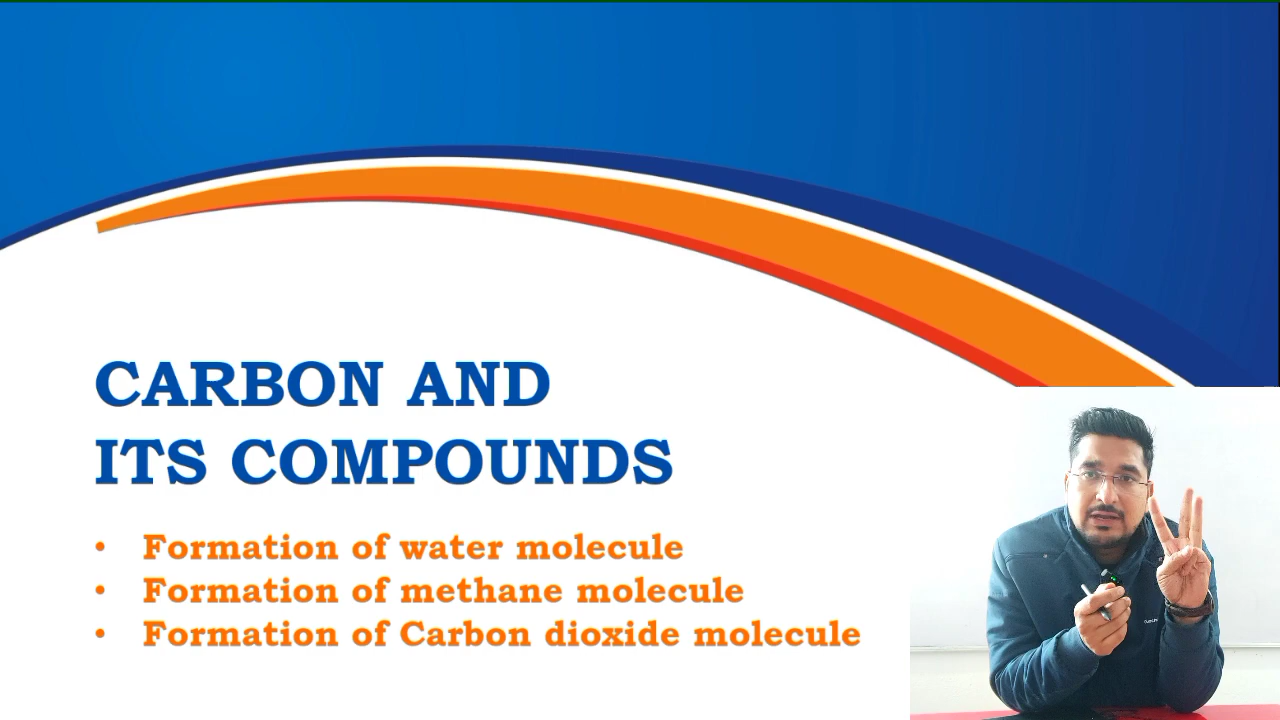 CARBON AND
ITS COMPOUNDS
• Formation of water molecule
• Formation of methane molecule
• Formation of Carbon dioxide molecule